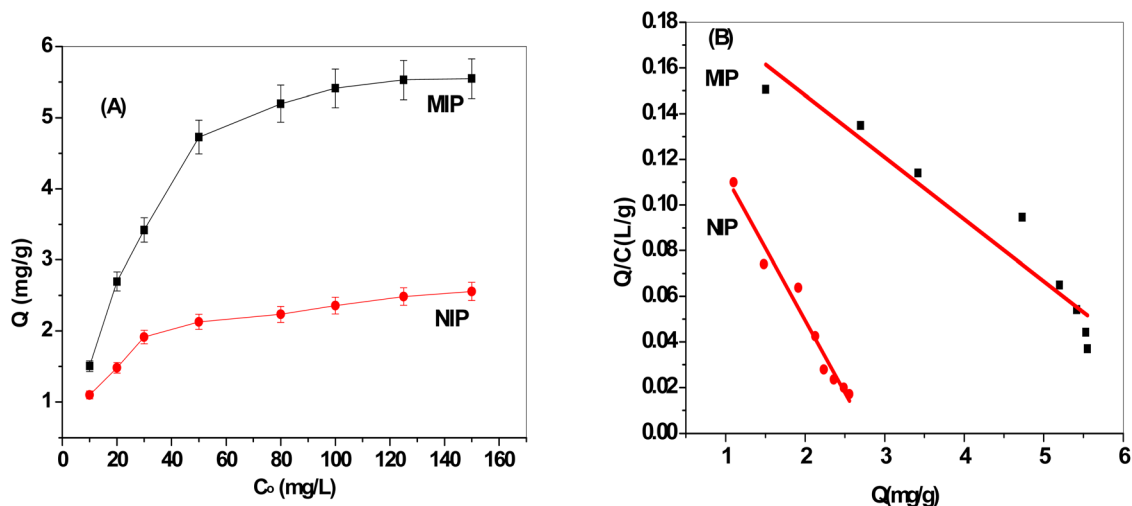 (A)
MIP
NIP
Q (mg/g)
6
5
4
3
2
1
0 20 40 60 80 100 120 140 160
C₀ (mg/L)
(B)
MIP
NIP
Q/C(L/g)
0.18
0.16
0.14
0.12
0.10
0.08
0.06
0.04
0.02
0.00
1 2 3 4 5 6
Q(mg/g)